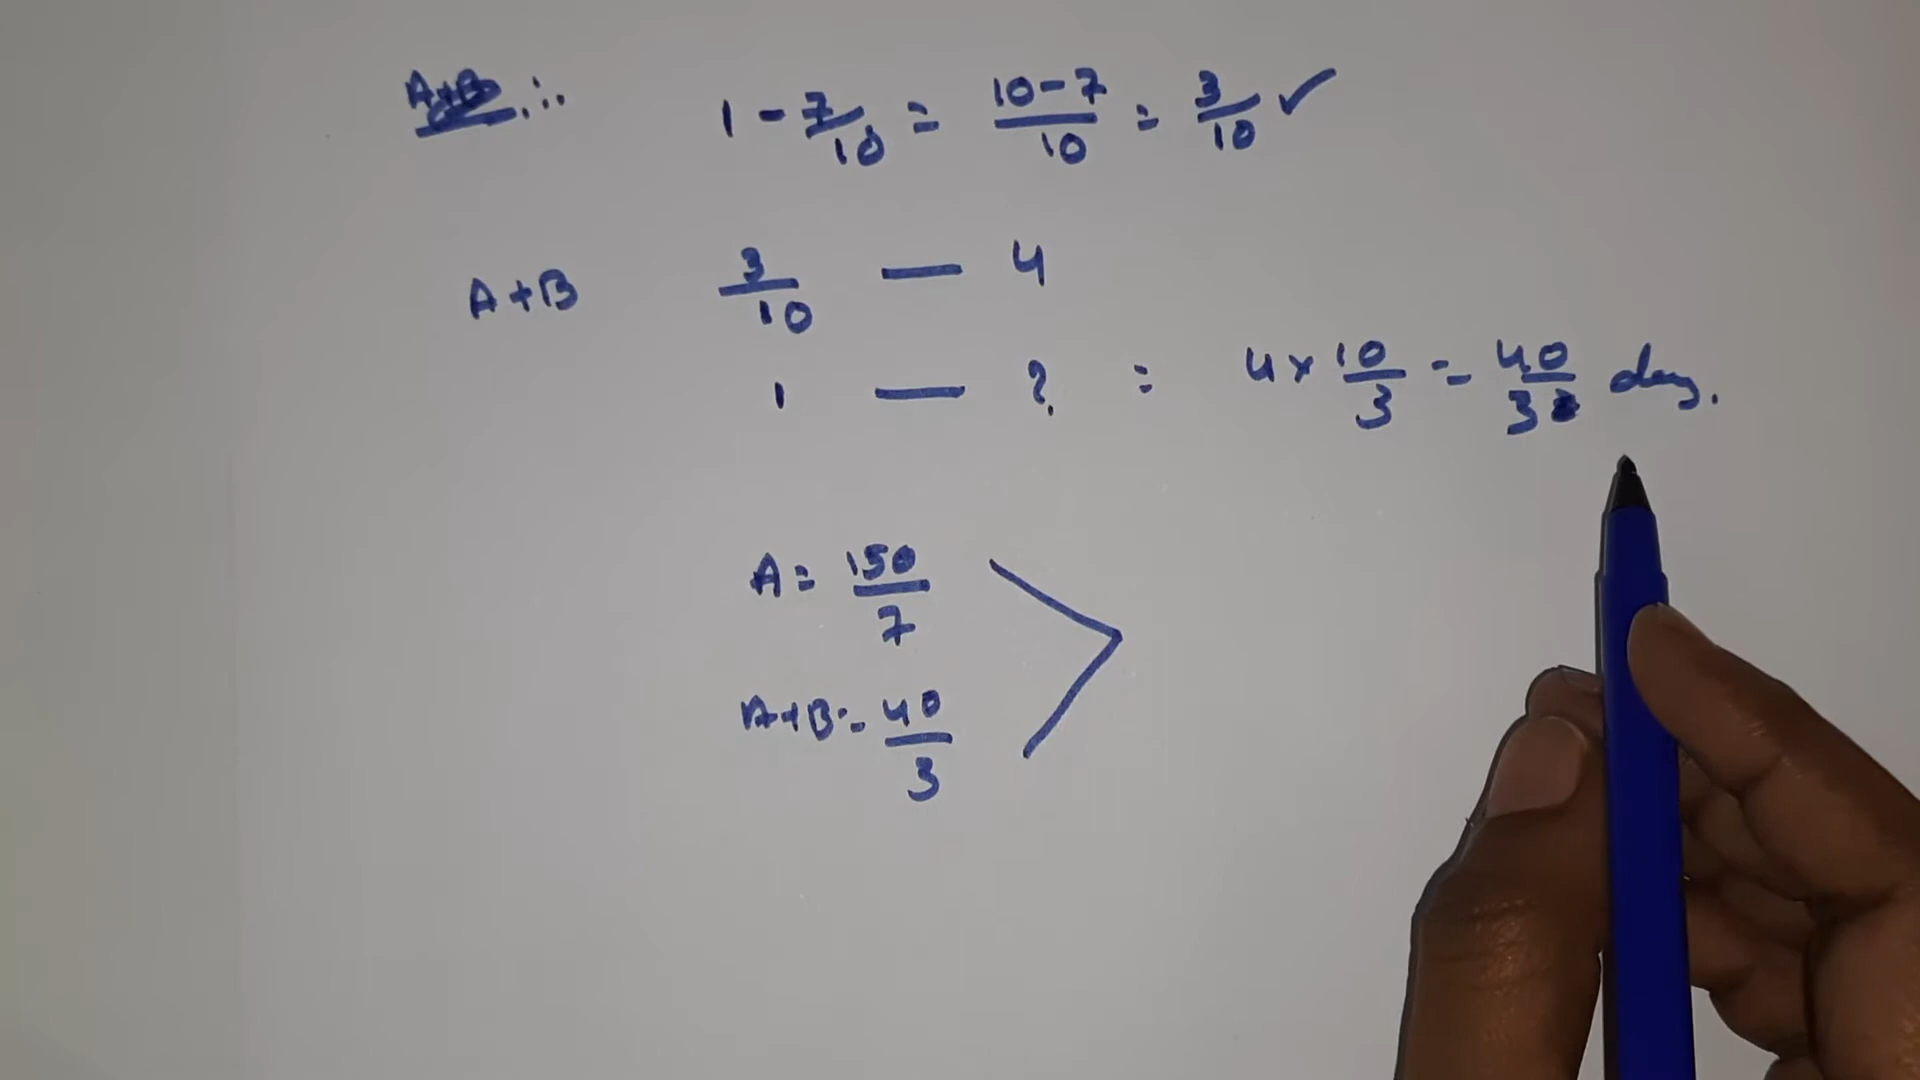 A+B ∴ 1 - 7/10 = 10-7/10 = 3/10 ✓
A+B 3/10 — 4
1 — ? = 4 × 10/3 = 40/3 days.
A = 150/7
A+B = 40/3